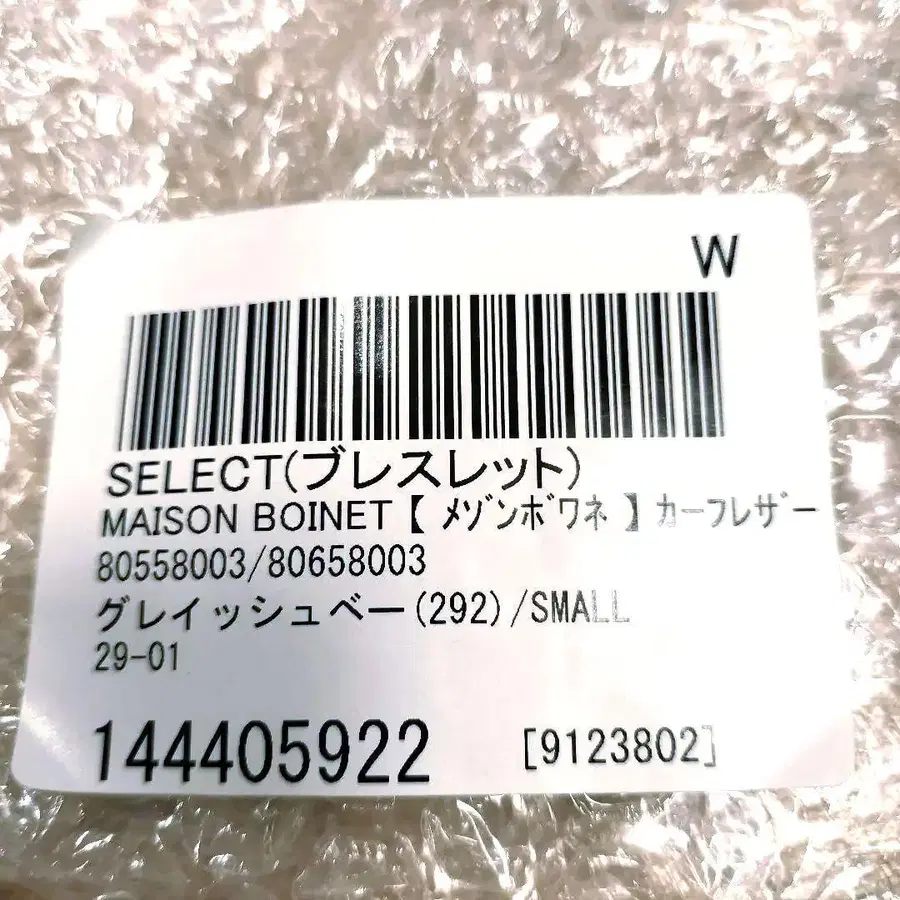 W
SELECT(ブレスレット)
MAISON BOINET【 ﾒｿﾞﾝﾎﾞﾜﾈ 】ｶｰﾌﾚｻﾞｰ
80558003/80658003
グレイッシュベー(292)/SMALL
29-01
144405922 [9123802]